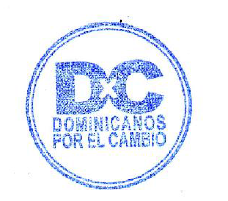 DxC
DOMINICANOS
POR EL CAMBIO